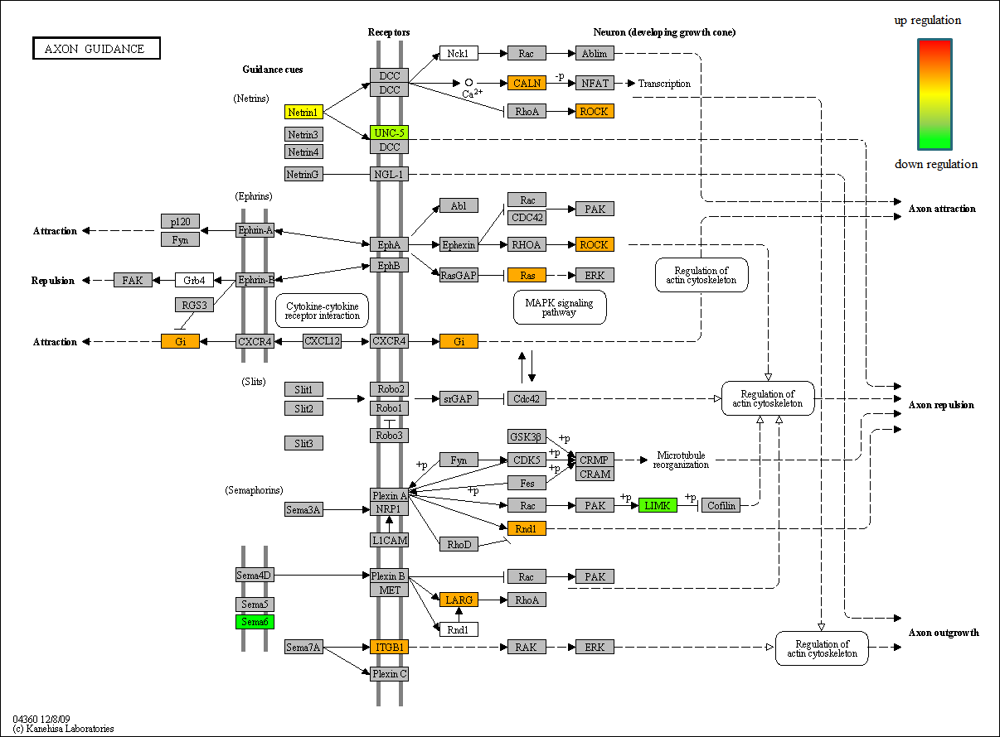 up regulation
down regulation
AXON GUIDANCE
Receptors
Neuron (developing growth cone)
Guidance cues
(Netrins)
Netrin1
Netrin3
Netrin4
NetrinG
DCC
DCC
UNC-5
DCC
NGL-1
Nck1
Rac
Ablim
Ca2+
CALN
-p
NFAT
Transcription
RhoA
ROCK
(Ephrins)
Attraction
p120
Fyn
Ephrin-A
EphA
Abl
Rac
CDC42
PAK
Ephexin
RHOA
ROCK
Axon attraction
Repulsion
FAK
Grb4
Ephrin-B
EphB
RasGAP
Ras
ERK
RGS3
Cytokine-cytokine
receptor interaction
MAPK signaling
pathway
Regulation of
actin cytoskeleton
Attraction
Gi
CXCR4
CXCL12
CXCR4
Gi
(Slits)
Slit1
Slit2
Slit3
Robo2
Robo1
Robo3
srGAP
Cdc42
Regulation of
actin cytoskeleton
Axon repulsion
(Semaphorins)
Sema3A
Plexin A
NRP1
L1CAM
+p
Fyn
GSK3β
+p
CDK5
+p
CRMP
CRAM
Microtubule
reorganization
+p
Fes
+p
Rac
PAK
+p
LIMK
+p
Cofilin
Rnd1
RhoD
Sema4D
Sema5
Sema6
Plexin B
MET
Rac
PAK
LARG
RhoA
Rnd1
Sema7A
ITGB1
RAK
ERK
Plexin C
Regulation of
actin cytoskeleton
Axon outgrowth
04360 12/8/09
(c) Kanehisa Laboratories